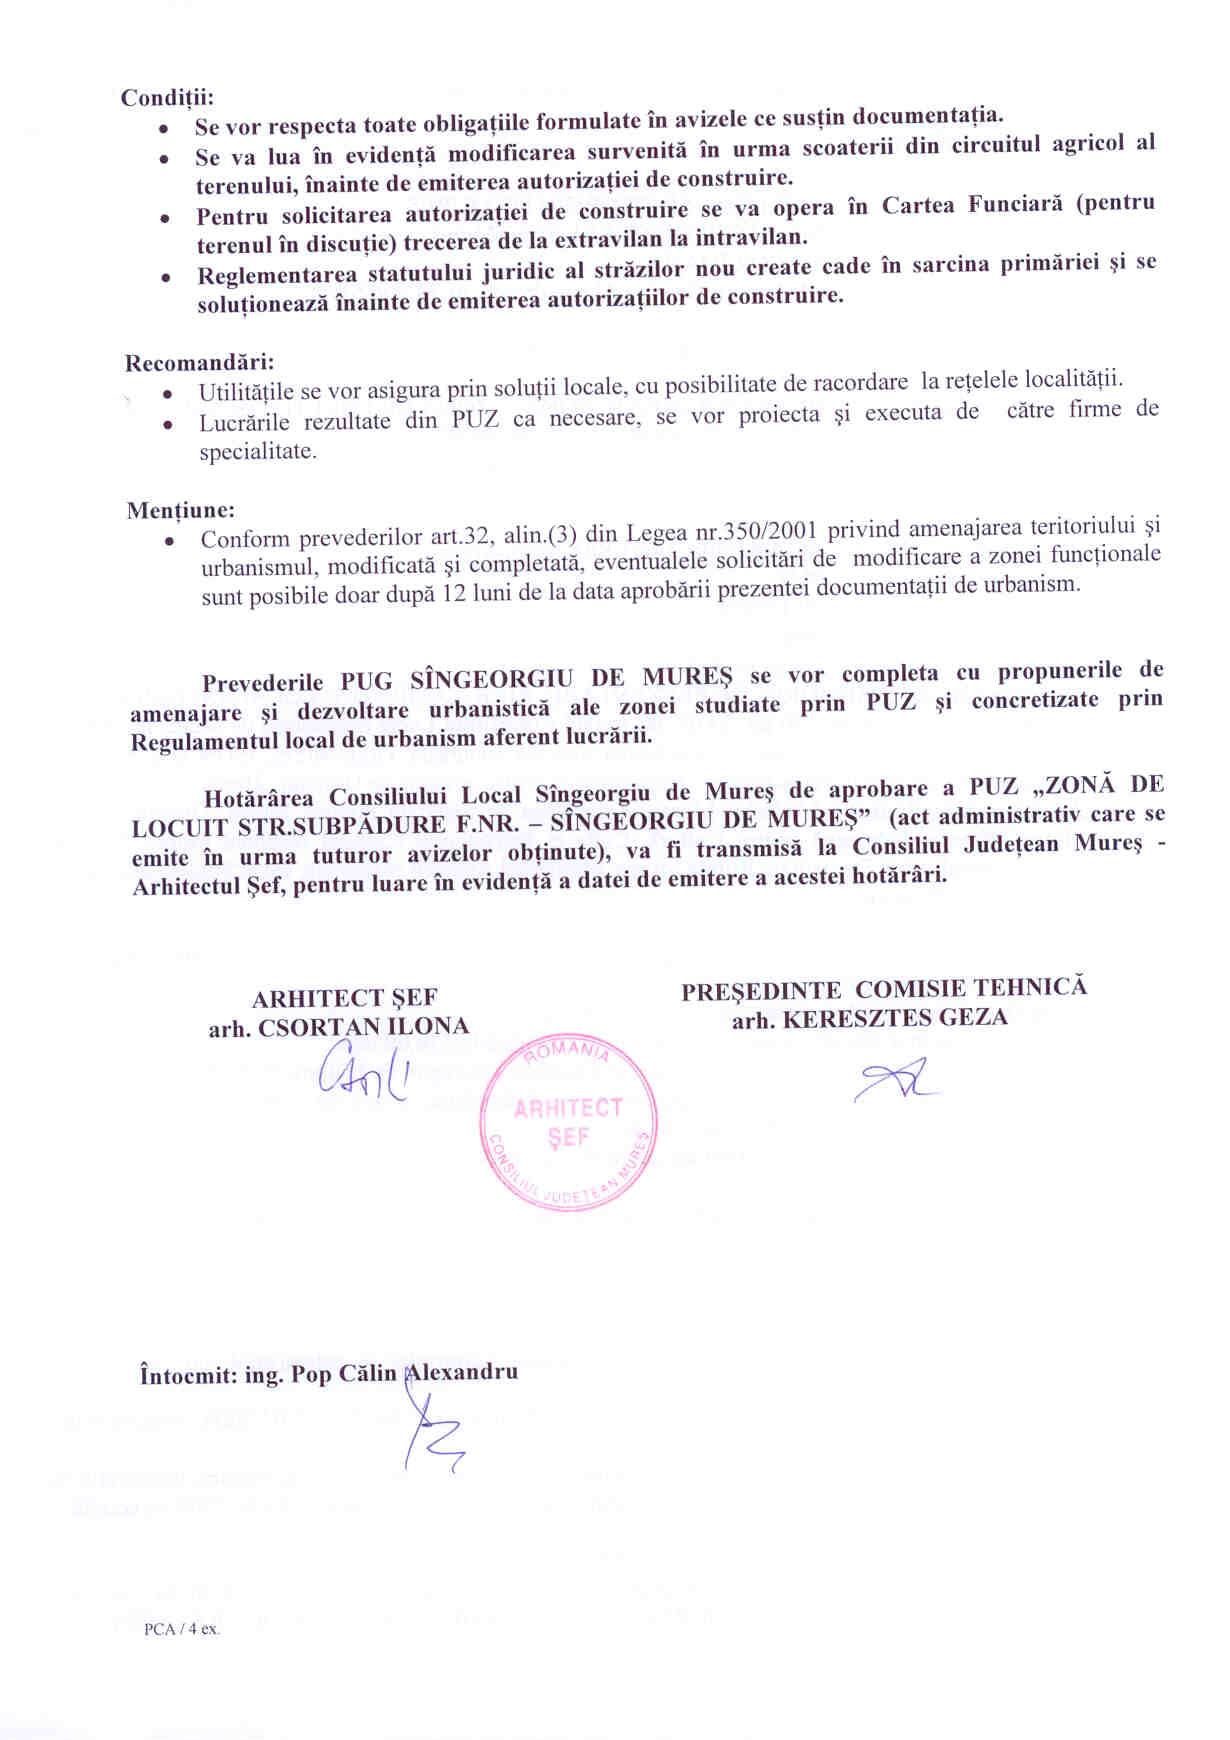 Condiții:
• Se vor respecta toate obligațiile formulate în avizele ce susțin documentația.
• Se va lua în evidență modificarea survenită în urma scoaterii din circuitul agricol al
terenului, înainte de emiterea autorizației de construire.
• Pentru solicitarea autorizației de construire se va opera în Cartea Funciară (pentru
terenul în discuție) trecerea de la extravilan la intravilan.
• Reglementarea statutului juridic al străzilor nou create cade în sarcina primăriei şi se
soluționează înainte de emiterea autorizațiilor de construire.
Recomandări:
• Utilitățile se vor asigura prin soluții locale, cu posibilitate de racordare la rețelele localității.
• Lucrările rezultate din PUZ ca necesare, se vor proiecta şi executa de către firme de
specialitate.
Mențiune:
• Conform prevederilor art.32, alin.(3) din Legea nr.350/2001 privind amenajarea teritoriului şi
urbanismul, modificată şi completată, eventualele solicitări de modificare a zonei funcționale
sunt posibile doar după 12 luni de la data aprobării prezentei documentații de urbanism.
Prevederile PUG SÎNGEORGIU DE MUREŞ se vor completa cu propunerile de
amenajare şi dezvoltare urbanistică ale zonei studiate prin PUZ şi concretizate prin
Regulamentul local de urbanism aferent lucrării.
Hotărârea Consiliului Local Sîngeorgiu de Mureş de aprobare a PUZ „ZONĂ DE
LOCUIT STR.SUBPĂDURE F.NR. – SÎNGEORGIU DE MUREŞ” (act administrativ care se
emite în urma tuturor avizelor obținute), va fi transmisă la Consiliul Județean Mureş -
Arhitectul Şef, pentru luare în evidență a datei de emitere a acestei hotărâri.
ARHITECT ŞEF
arh. CSORTAN ILONA
PREŞEDINTE COMISIE TEHNICĂ
arh. KERESZTES GEZA
ROMANIA
ARHITECT
ŞEF
CONSILIUL JUDEŢEAN MUREŞ
Întocmit: ing. Pop Călin Alexandru
PCA / 4 ex.